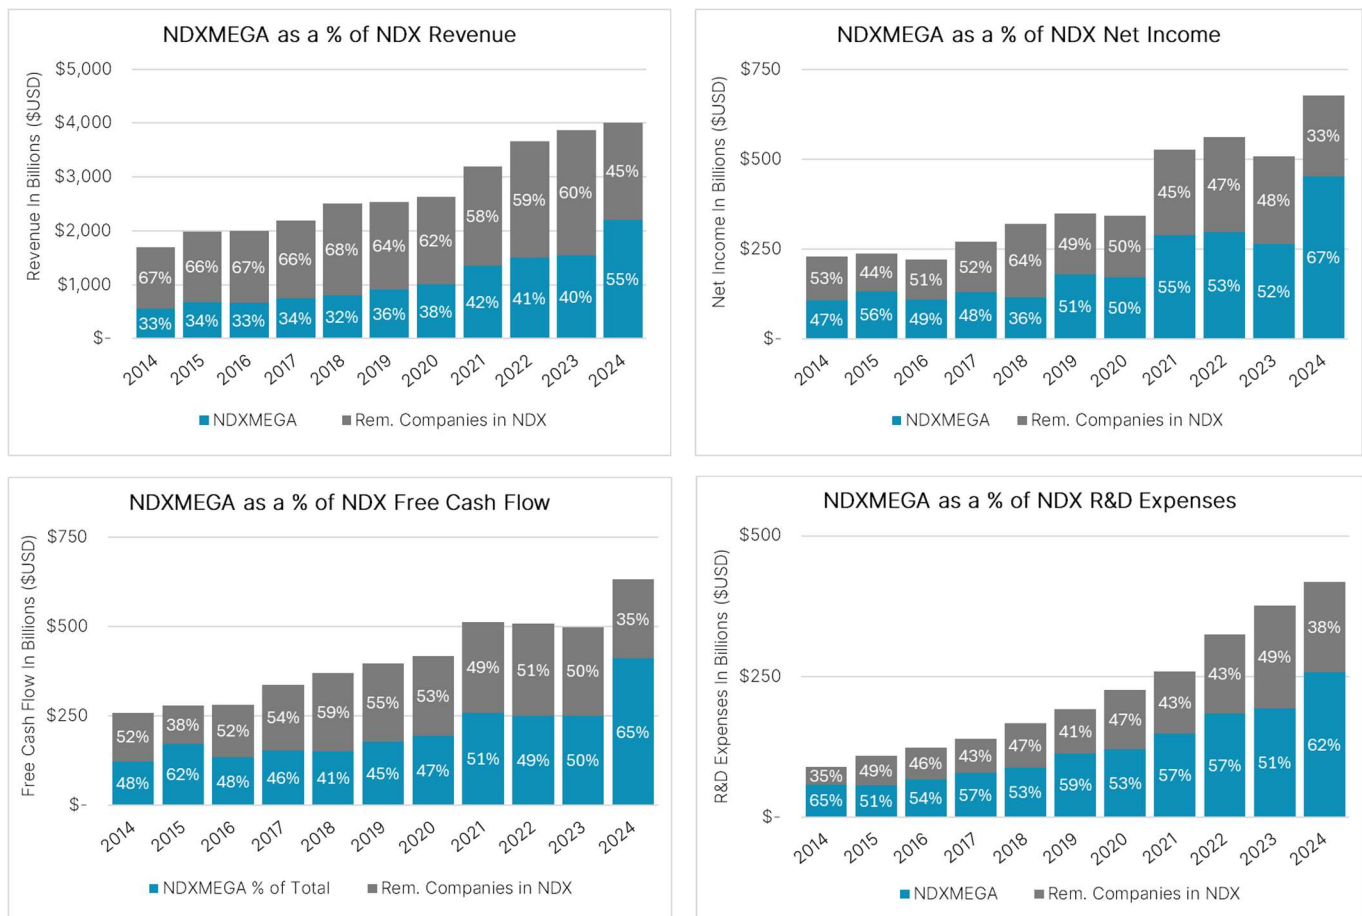 NDXMEGA as a % of NDX Revenue
Revenue In Billions ($USD)
$5,000
$4,000
$3,000
$2,000
$1,000
$-
67% 66% 67% 66% 68% 64% 62% 58% 59% 60% 45%
33% 34% 33% 34% 32% 36% 38% 42% 41% 40% 55%
2014 2015 2016 2017 2018 2019 2020 2021 2022 2023 2024
NDXMEGA Rem. Companies in NDX
NDXMEGA as a % of NDX Net Income
Net Income In Billions ($USD)
$750
$500
$250
$-
53% 44% 51% 52% 64% 49% 50% 45% 47% 48% 33%
47% 56% 49% 48% 36% 51% 50% 55% 53% 52% 67%
2014 2015 2016 2017 2018 2019 2020 2021 2022 2023 2024
NDXMEGA Rem. Companies in NDX
NDXMEGA as a % of NDX Free Cash Flow
Free Cash Flow In Billions ($USD)
$750
$500
$250
$-
52% 38% 52% 54% 59% 55% 53% 49% 51% 50% 35%
48% 62% 48% 46% 41% 45% 47% 51% 49% 50% 65%
2014 2015 2016 2017 2018 2019 2020 2021 2022 2023 2024
NDXMEGA % of Total Rem. Companies in NDX
NDXMEGA as a % of NDX R&D Expenses
R&D Expenses In Billions ($USD)
$500
$250
$-
35% 49% 46% 43% 47% 41% 47% 43% 43% 49% 38%
65% 51% 54% 57% 53% 59% 53% 57% 57% 51% 62%
2014 2015 2016 2017 2018 2019 2020 2021 2022 2023 2024
NDXMEGA Rem. Companies in NDX